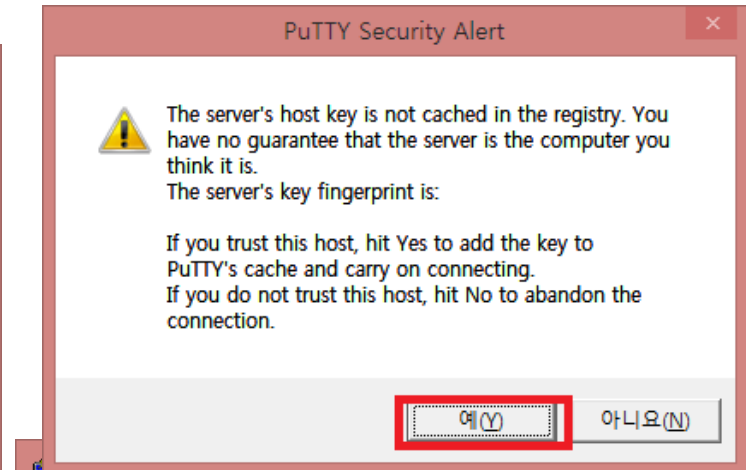 PuTTY Security Alert
The server's host key is not cached in the registry. You
have no guarantee that the server is the computer you
think it is.
The server's key fingerprint is:
If you trust this host, hit Yes to add the key to
PuTTY's cache and carry on connecting.
If you do not trust this host, hit No to abandon the
connection.
예(Y) 아니요(N)